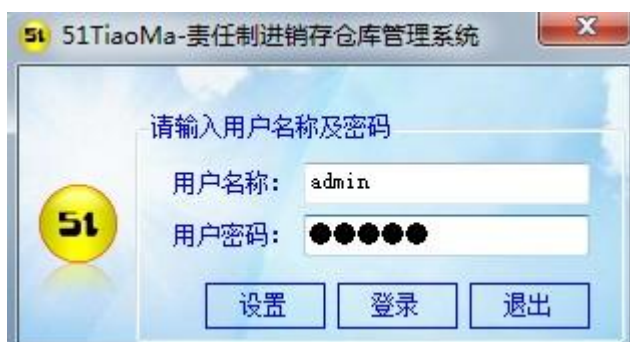 51 51TiaoMa-责任制进销存仓库管理系统
请输入用户名称及密码
用户名称： admin
51
用户密码： ●●●●●
设置 登录 退出